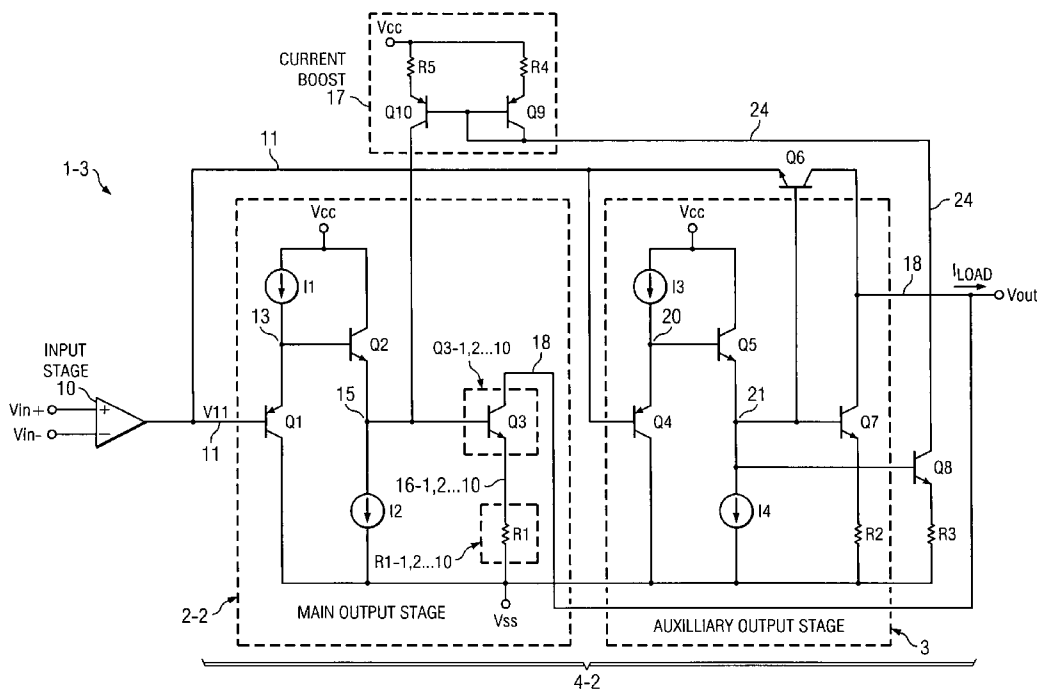 Vcc
CURRENT
BOOST
17
R5
R4
Q10
Q9
24
11
Q6
1-3
24
Vcc
Vcc
I1
I3
18
ILOAD
Vout
13
Q2
20
Q5
INPUT
STAGE
10
Q3-1,2...10
18
15
21
Vin+
+
Vin-
−
V11
11
Q1
Q3
Q4
Q7
Q8
16-1,2...10
I2
R1
I4
R2
R3
R1-1,2...10
2-2
MAIN OUTPUT STAGE
Vss
AUXILLIARY OUTPUT STAGE
3
4-2